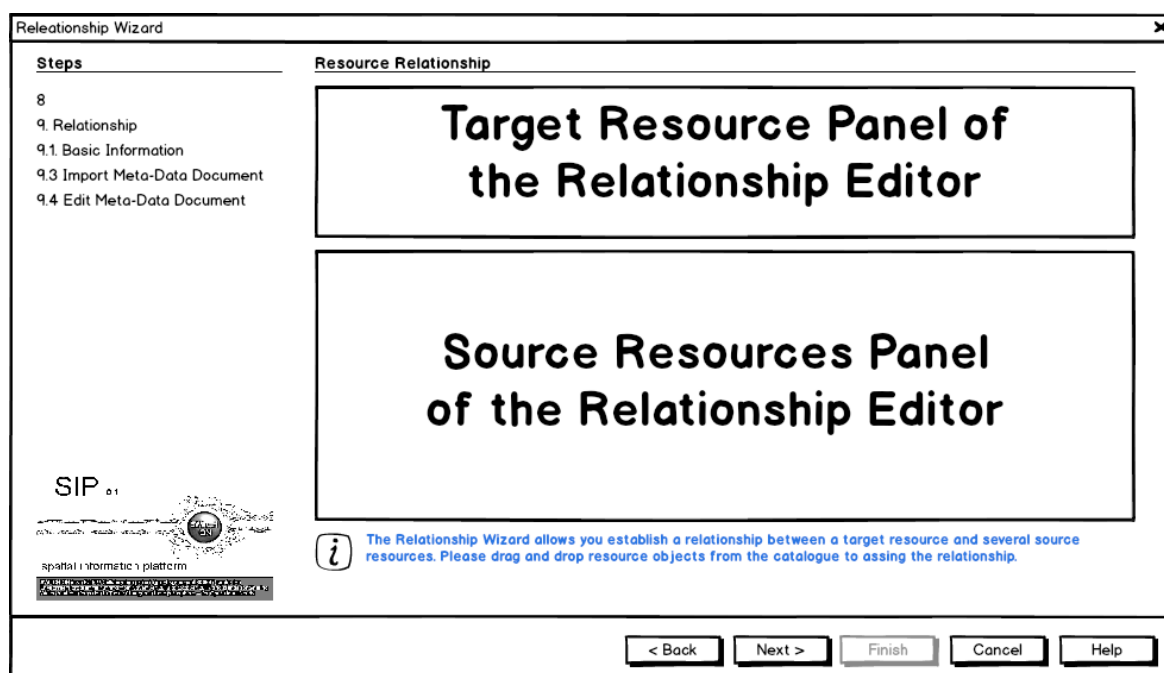 Releationship Wizard
Steps
8
9. Relationship
9.1. Basic Information
9.3 Import Meta-Data Document
9.4 Edit Meta-Data Document
SIP 0.1
spatial information platform
Resource Relationship
Target Resource Panel of
the Relationship Editor
Source Resources Panel
of the Relationship Editor
i
The Relationship Wizard allows you establish a relationship between a target resource and several source
resources. Please drag and drop resource objects from the catalogue to assing the relationship.
< Back
Next >
Finish
Cancel
Help